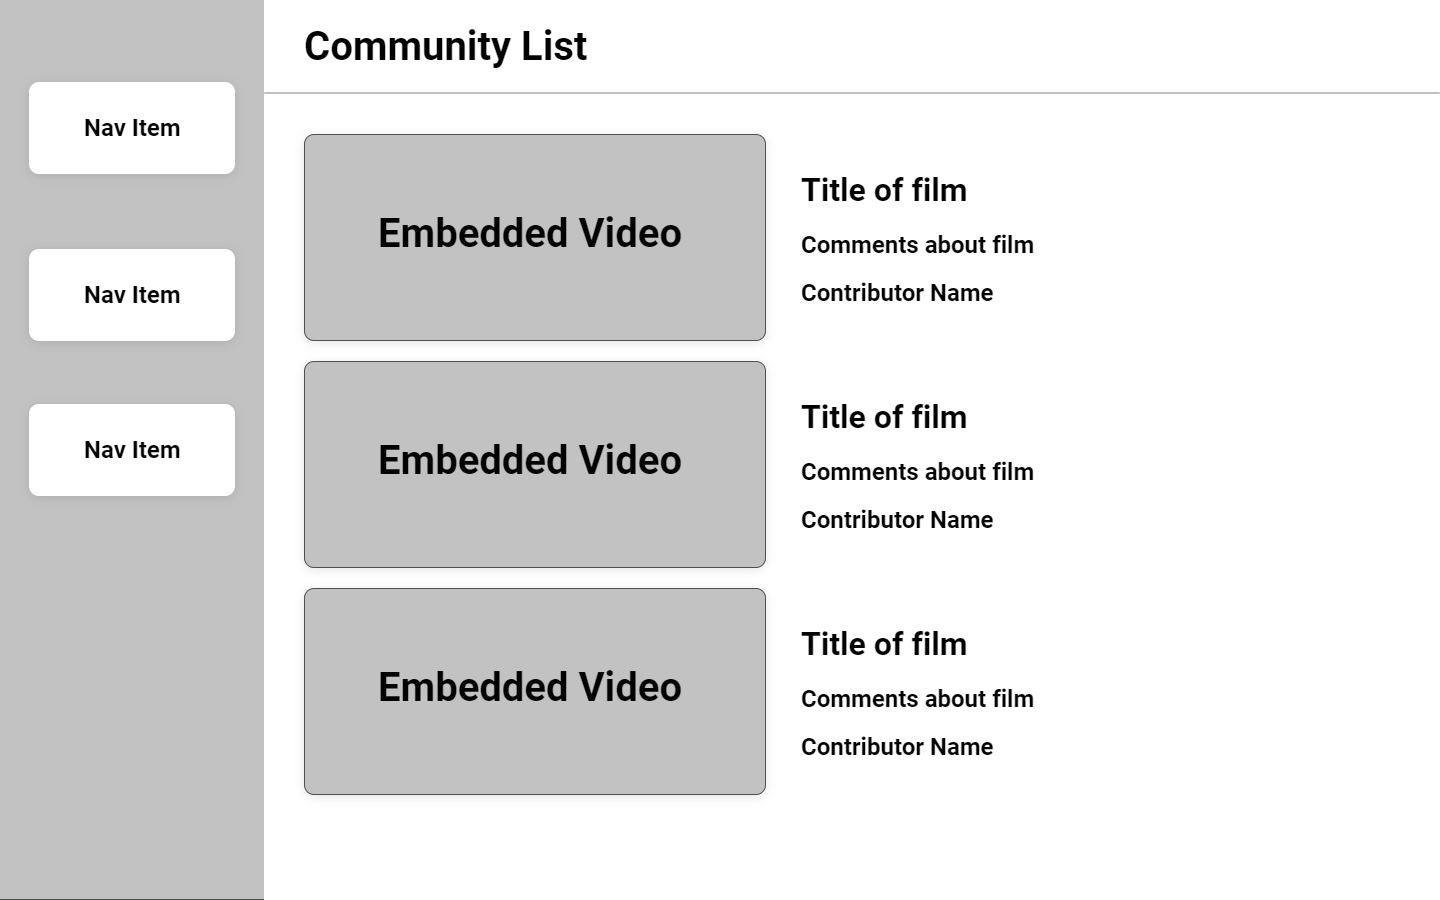 Community List
Nav Item
Nav Item
Nav Item
Embedded Video
Title of film
Comments about film
Contributor Name
Embedded Video
Title of film
Comments about film
Contributor Name
Embedded Video
Title of film
Comments about film
Contributor Name